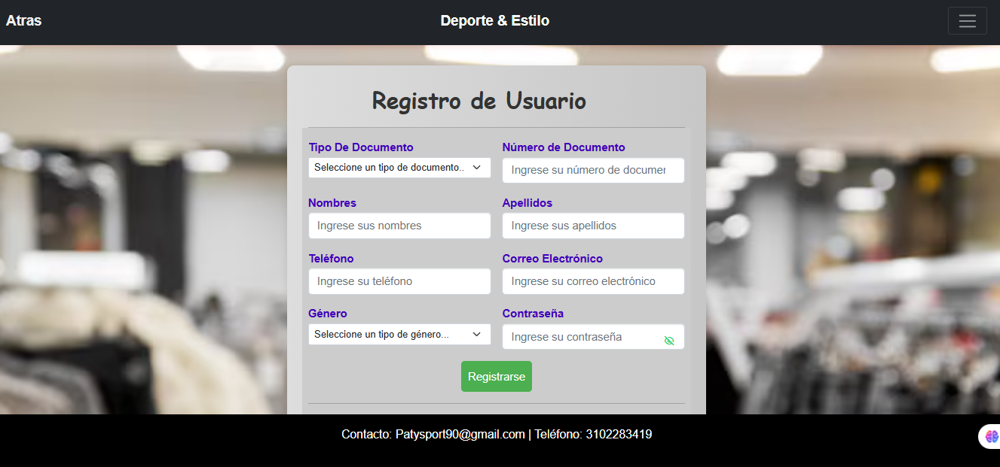 Atras
Deporte & Estilo
Registro de Usuario
Tipo De Documento
Número de Documento
Seleccione un tipo de documento..
Ingrese su número de documer
Nombres
Apellidos
Ingrese sus nombres
Ingrese sus apellidos
Teléfono
Correo Electrónico
Ingrese su teléfono
Ingrese su correo electrónico
Género
Contraseña
Seleccione un tipo de género...
Ingrese su contraseña
Registrarse
Contacto: Patysport90@gmail.com | Teléfono: 3102283419